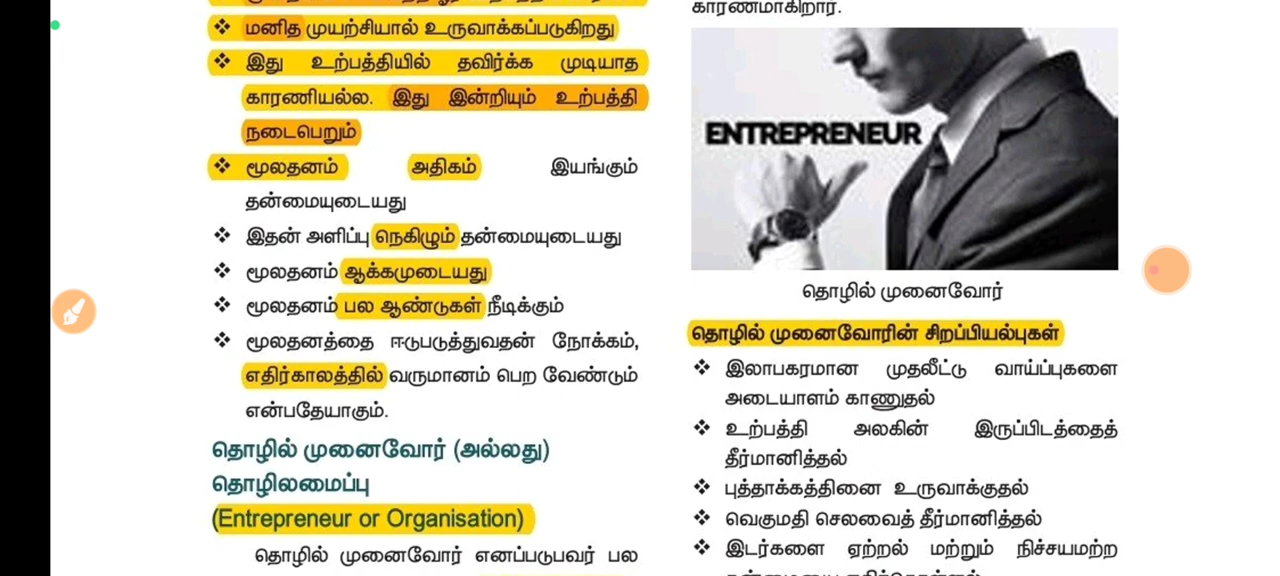 ❖ மனித முயற்சியால் உருவாக்கப்படுகிறது
❖ இது உற்பத்தியில் தவிர்க்க முடியாத
காரணியல்ல. இது இன்றியும் உற்பத்தி
நடைபெறும்
❖ மூலதனம் அதிகம் இயங்கும்
தன்மையுடையது
❖ இதன் அளிப்பு நெகிழும் தன்மையுடையது
❖ மூலதனம் ஆக்கமுடையது
❖ மூலதனம் பல ஆண்டுகள் நீடிக்கும்
❖ மூலதனத்தை ஈடுபடுத்துவதன் நோக்கம்,
எதிர்காலத்தில் வருமானம் பெற வேண்டும்
என்பதேயாகும்.
தொழில் முனைவோர் (அல்லது)
தொழிலமைப்பு
(Entrepreneur or Organisation)
தொழில் முனைவோர் எனப்படுபவர் பல
காரணமாகிறார்.
ENTREPRENEUR
தொழில் முனைவோர்
தொழில் முனைவோரின் சிறப்பியல்புகள்
❖ இலாபகரமான முதலீட்டு வாய்ப்புகளை
அடையாளம் காணுதல்
❖ உற்பத்தி அலகின் இருப்பிடத்தைத்
தீர்மானித்தல்
❖ புத்தாக்கத்தினை உருவாக்குதல்
❖ வெகுமதி செலவைத் தீர்மானித்தல்
❖ இடர்களை ஏற்றல் மற்றும் நிச்சயமற்ற